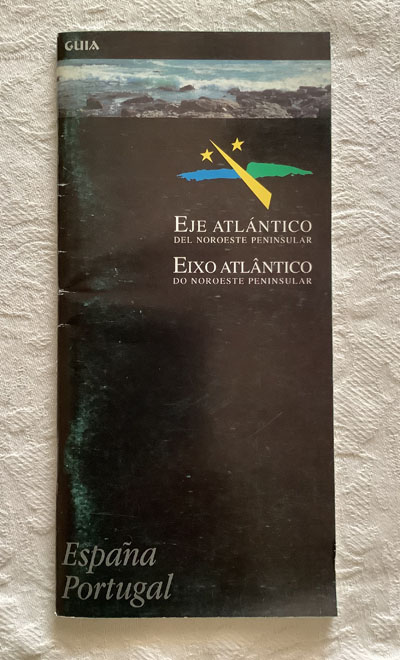 GUIA
EJE ATLÁNTICO
DEL NOROESTE PENINSULAR
EIXO ATLÂNTICO
DO NOROESTE PENINSULAR
España
Portugal